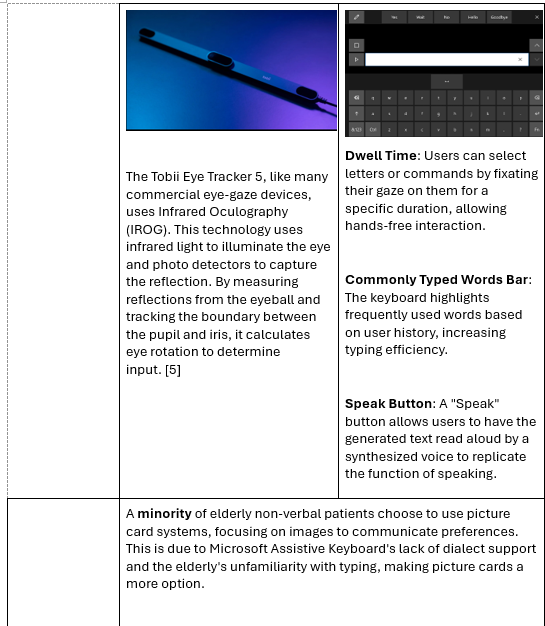 Yes Wait No Hello Goodbye
q w e r t y u i o p
a s d f g h j k l
z x c v b n m
&123 Ctrl
Fn
The Tobii Eye Tracker 5, like many
commercial eye-gaze devices,
uses Infrared Oculography
(IROG). This technology uses
infrared light to illuminate the eye
and photo detectors to capture
the reflection. By measuring
reflections from the eyeball and
tracking the boundary between
the pupil and iris, it calculates
eye rotation to determine
input. [5]
Dwell Time: Users can select
letters or commands by fixating
their gaze on them for a
specific duration, allowing
hands-free interaction.
Commonly Typed Words Bar:
The keyboard highlights
frequently used words based
on user history, increasing
typing efficiency.
Speak Button: A "Speak"
button allows users to have the
generated text read aloud by a
synthesized voice to replicate
the function of speaking.
A minority of elderly non-verbal patients choose to use picture
card systems, focusing on images to communicate preferences.
This is due to Microsoft Assistive Keyboard's lack of dialect support
and the elderly's unfamiliarity with typing, making picture cards a
more option.